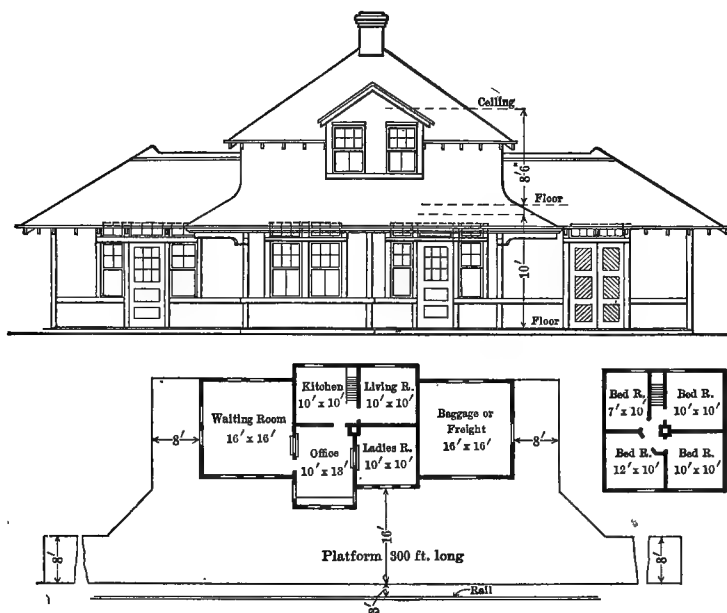 Ceiling
8'6"
Floor
10'
Floor
Kitchen
10' x 10'
Living R.
10' x 10'
Waiting Room
16' x 16'
Baggage or
Freight
16' x 16'
Office
10' x 13'
Ladies R.
10' x 10'
8'
8'
Bed R.
7' x 10'
Bed R.
10' x 10'
Bed R.
12' x 10'
Bed R.
10' x 10'
16'
Platform 300 ft. long
8'
8'
Rail
8'